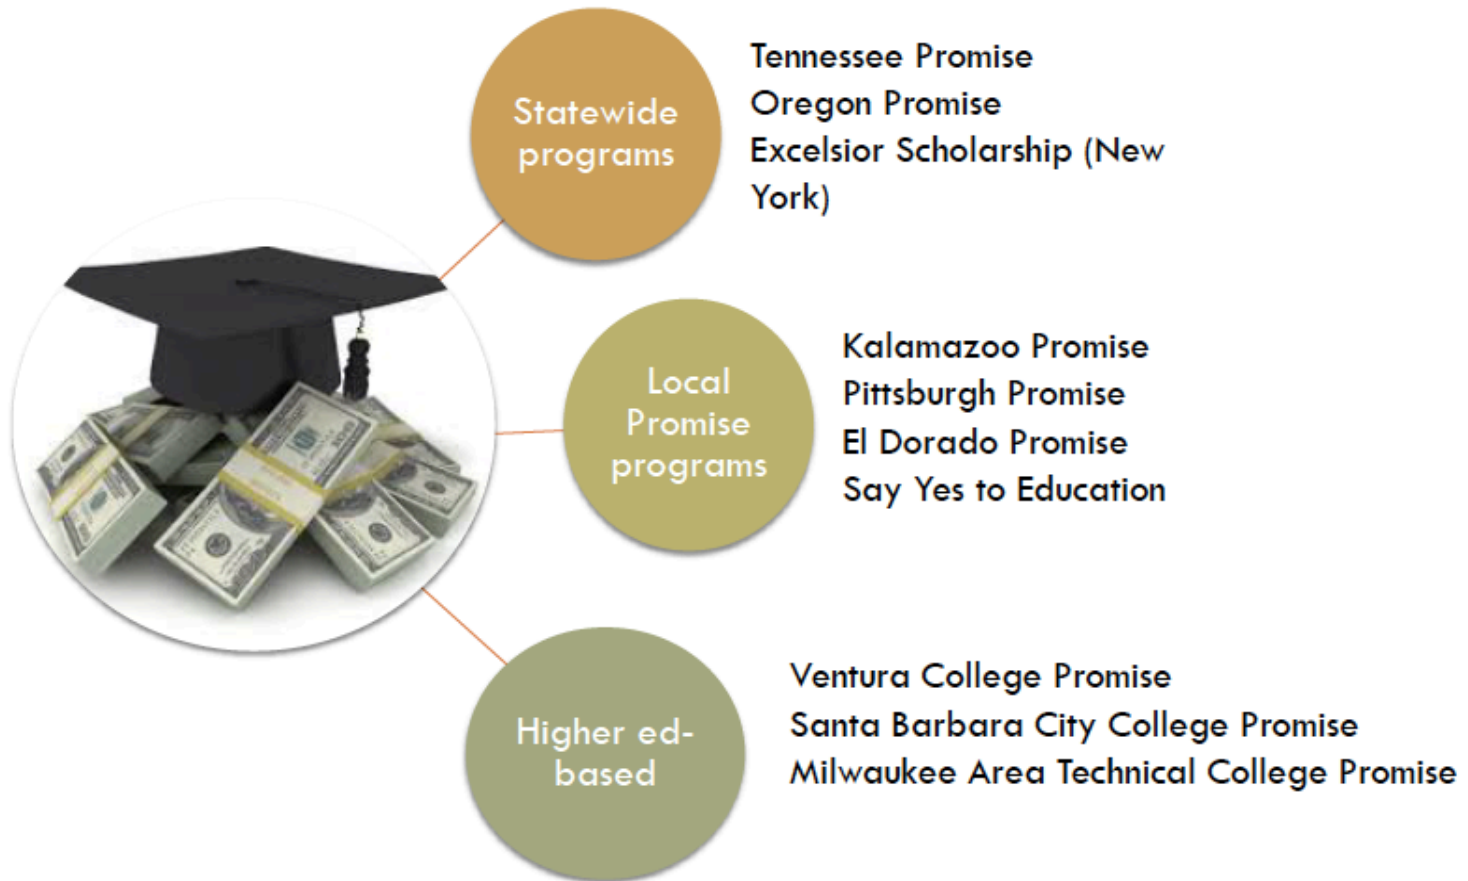 Statewide
programs
Tennessee Promise
Oregon Promise
Excelsior Scholarship (New
York)
Local
Promise
programs
Kalamazoo Promise
Pittsburgh Promise
El Dorado Promise
Say Yes to Education
Higher ed-
based
Ventura College Promise
Santa Barbara City College Promise
Milwaukee Area Technical College Promise